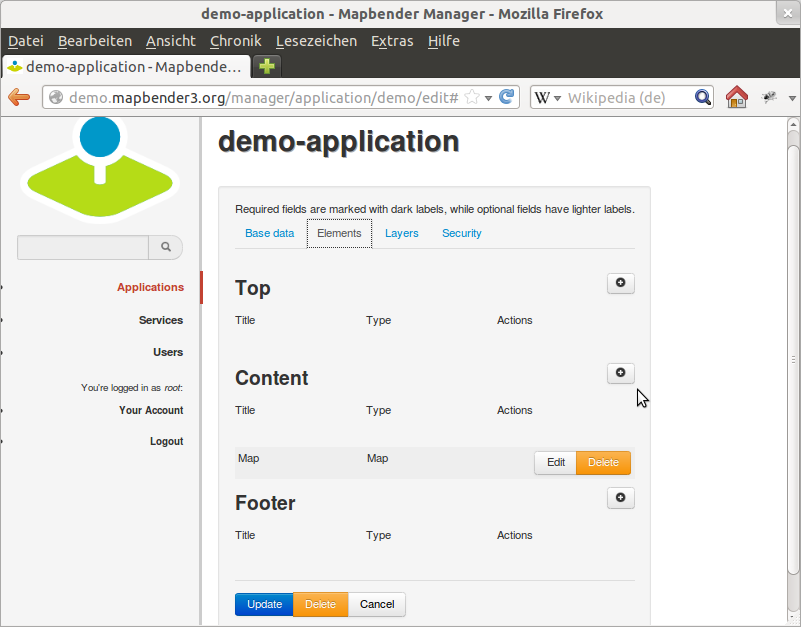 demo-application - Mapbender Manager - Mozilla Firefox
Datei Bearbeiten Ansicht Chronik Lesezeichen Extras Hilfe
demo-application - Mapbende...
demo.mapbender3.org/manager/application/demo/edit# W Wikipedia (de)
demo-application
Required fields are marked with dark labels, while optional fields have lighter labels.
Base data Elements Layers Security
Applications
Services
Users
You're logged in as root:
Your Account
Logout
Top
Title Type Actions
Content
Title Type Actions
Map Map Edit Delete
Footer
Title Type Actions
Update Delete Cancel